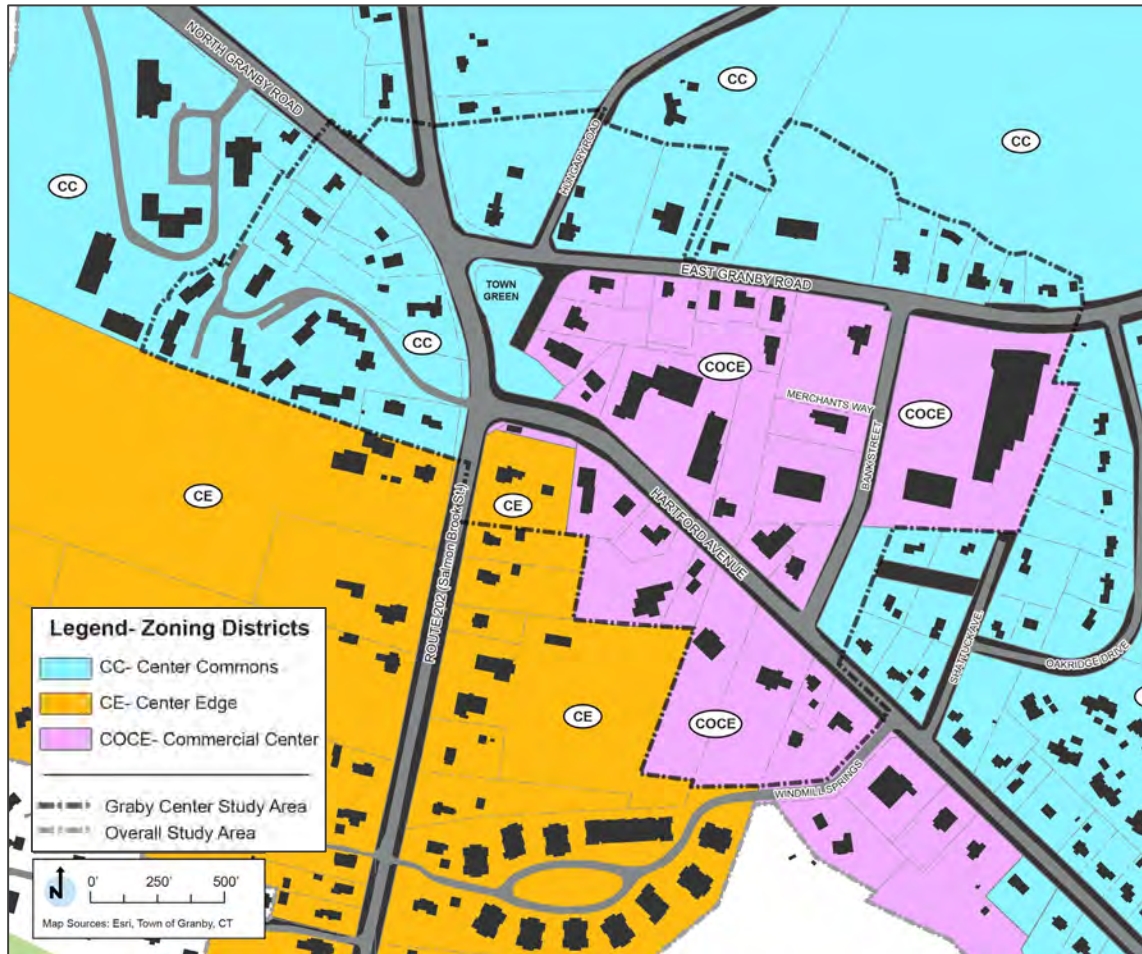 NORTH GRANBY ROAD
CC
HUNGARY ROAD
CC
CC
TOWN
GREEN
EAST GRANBY ROAD
CC
COCE
MERCHANTS WAY
BANK STREET
COCE
CE
CE
HARTFORD AVENUE
ROUTE 202 (Salmon Brook St.)
SHATTUCK AVE.
OAKRIDGE DRIVE
CE
COCE
WINDMILL SPRINGS
Legend- Zoning Districts
CC- Center Commons
CE- Center Edge
COCE- Commercial Center
Graby Center Study Area
Overall Study Area
N
0' 250' 500'
Map Sources: Esri, Town of Granby, CT